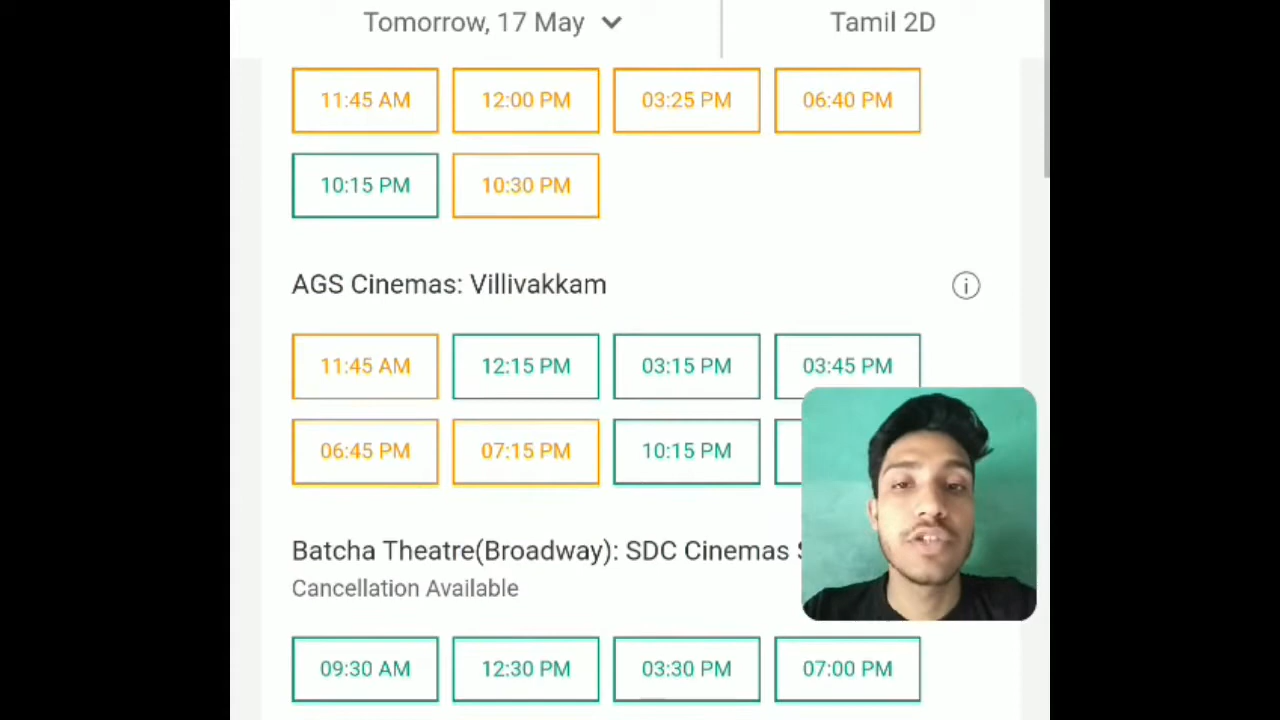 Tomorrow, 17 May Tamil 2D
11:45 AM 12:00 PM 03:25 PM 06:40 PM
10:15 PM 10:30 PM
AGS Cinemas: Villivakkam
11:45 AM 12:15 PM 03:15 PM 03:45 PM
06:45 PM 07:15 PM 10:15 PM
Batcha Theatre(Broadway): SDC Cinemas
Cancellation Available
09:30 AM 12:30 PM 03:30 PM 07:00 PM